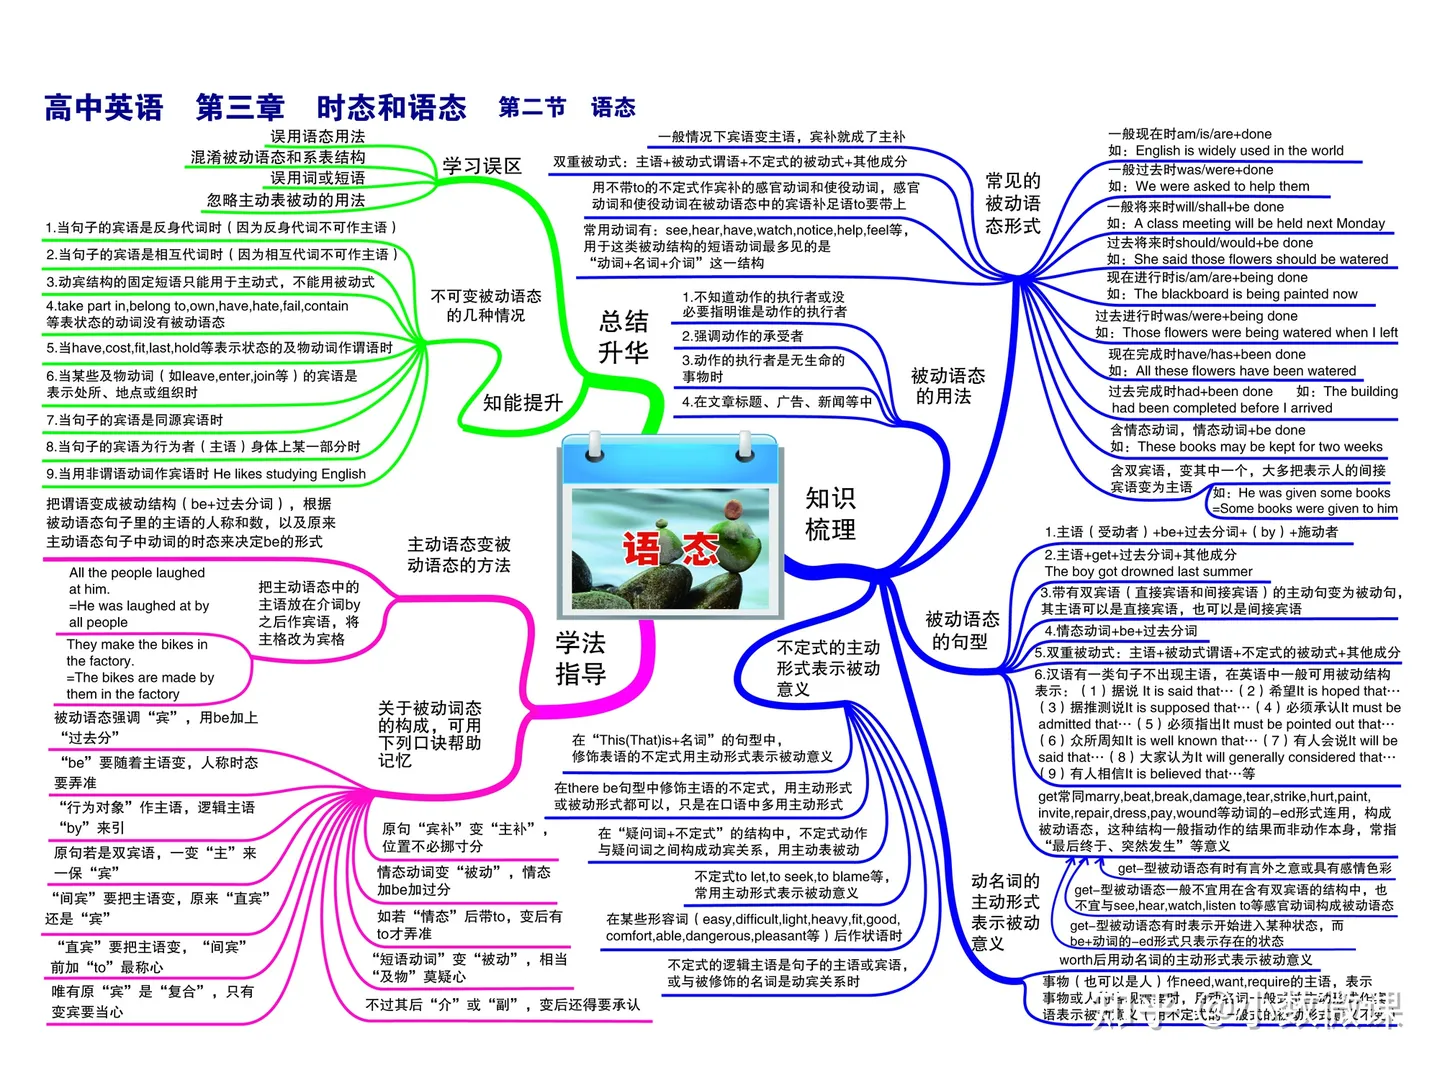 高中英语 第三章 时态和语态 第二节 语态
误用语态用法
混淆被动语态和系表结构
误用词或短语
忽略主动表被动的用法
学习误区
1.当句子的宾语是反身代词时（因为反身代词不可作主语）
2.当句子的宾语是相互代词时（因为相互代词不可作主语）
3.动宾结构的固定短语只能用于主动式，不能用被动式
4.take part in,belong to,own,have,hate,fail,contain
等表状态的动词没有被动语态
5.当have,cost,fit,last,hold等表示状态的及物动词作谓语时
6.当某些及物动词（如leave,enter,join等）的宾语是
表示处所、地点或组织时
7.当句子的宾语是同源宾语时
8.当句子的宾语为行为者（主语）身体上某一部分时
9.当用非谓语动词作宾语时 He likes studying English
不可变被动语态
的几种情况
知能提升
总结
升华
语态
把谓语变成被动结构（be+过去分词），根据
被动语态句子里的主语的人称和数，以及原来
主动语态句子中动词的时态来决定be的形式
All the people laughed
at him.
=He was laughed at by
all people
They make the bikes in
the factory.
=The bikes are made by
them in the factory
把主动语态中的
主语放在介词by
之后作宾语，将
主格改为宾格
主动语态变被
动语态的方法
学法
指导
关于被动词态
的构成，可用
下列口诀帮助
记忆
被动语态强调“宾”，用be加上
“过去分”
“be”要随着主语变，人称时态
要弄准
“行为对象”作主语，逻辑主语
“by”来引
原句若是双宾语，一变“主”来
一保“宾”
“间宾”要把主语变，原来“直宾”
还是“宾”
“直宾”要把主语变，“间宾”
前加“to”最称心
唯有原“宾”是“复合”，只有
变宾要当心
原句“宾补”变“主补”，
位置不必挪寸分
情态动词变“被动”，情态
加be加过分
如若“情态”后带to，变后有
to才弄准
“短语动词”变“被动”，相当
“及物”莫疑心
不过其后“介”或“副”，变后还得要承认
知识
梳理
一般情况下宾语变主语，宾补就成了主补
双重被动式：主语+被动式谓语+不定式的被动式+其他成分
用不带to的不定式作宾补的感官动词和使役动词，感官
动词和使役动词在被动语态中的宾语补足语to要带上
常用动词有：see,hear,have,watch,notice,help,feel等，
用于这类被动结构的短语动词最多见的是
“动词+名词+介词”这一结构
常见的
被动语
态形式
一般现在时am/is/are+done
如：English is widely used in the world
一般过去时was/were+done
如：We were asked to help them
一般将来时will/shall+be done
如：A class meeting will be held next Monday
过去将来时should/would+be done
如：She said those flowers should be watered
现在进行时is/am/are+being done
如：The blackboard is being painted now
过去进行时was/were+being done
如：Those flowers were being watered when I left
现在完成时have/has+been done
如：All these flowers have been watered
过去完成时had+been done 如：The building
had been completed before I arrived
含情态动词，情态动词+be done
如：These books may be kept for two weeks
含双宾语，变其中一个，大多把表示人的间接
宾语变为主语
如：He was given some books
=Some books were given to him
1.不知道动作的执行者或没
必要指明谁是动作的执行者
2.强调动作的承受者
3.动作的执行者是无生命的
事物时
4.在文章标题、广告、新闻等中
被动语态
的用法
被动语态
的句型
1.主语（受动者）+be+过去分词+（by）+施动者
2.主语+get+过去分词+其他成分
The boy got drowned last summer
3.带有双宾语（直接宾语和间接宾语）的主动句变为被动句，
其主语可以是直接宾语，也可以是间接宾语
4.情态动词+be+过去分词
5.双重被动式：主语+被动式谓语+不定式的被动式+其他成分
6.汉语有一类句子不出现主语，在英语中一般可用被动结构
表示：（1）据说 It is said that…（2）希望It is hoped that…
（3）据推测说It is supposed that…（4）必须承认It must be
admitted that…（5）必须指出It must be pointed out that…
（6）众所周知It is well known that…（7）有人会说It will be
said that…（8）大家认为It will generally considered that…
（9）有人相信It is believed that…等
get常同marry,beat,break,damage,tear,strike,hurt,paint,
invite,repair,dress,pay,wound等动词的-ed形式连用，构成
被动语态，这种结构一般指动作的结果而非动作本身，常指
“最后终于、突然发生”等意义
get-型被动语态有时有言外之意或具有感情色彩
get-型被动语态一般不宜用在含有双宾语的结构中，也
不宜与see,hear,watch,listen to等感官动词构成被动语态
get-型被动语态有时表示开始进入某种状态，而
be+动词的-ed形式只表示存在的状态
不定式的主动
形式表示被动
意义
在“This(That)is+名词”的句型中，
修饰表语的不定式用主动形式表示被动意义
在there be句型中修饰主语的不定式，用主动形式
或被动形式都可以，只是在口语中多用主动形式
在“疑问词+不定式”的结构中，不定式动作
与疑问词之间构成动宾关系，用主动表被动
不定式to let,to seek,to blame等，
常用主动形式表示被动意义
在某些形容词（easy,difficult,light,heavy,fit,good,
comfort,able,dangerous,pleasant等）后作状语时
不定式的逻辑主语是句子的主语或宾语，
或与被修饰的名词是动宾关系时
动名词的
主动形式
表示被动
意义
worth后用动名词的主动形式表示被动意义
事物（也可以是人）作need,want,require的主语，表示
事物或人
语表示被动意义
知乎 @小数微课